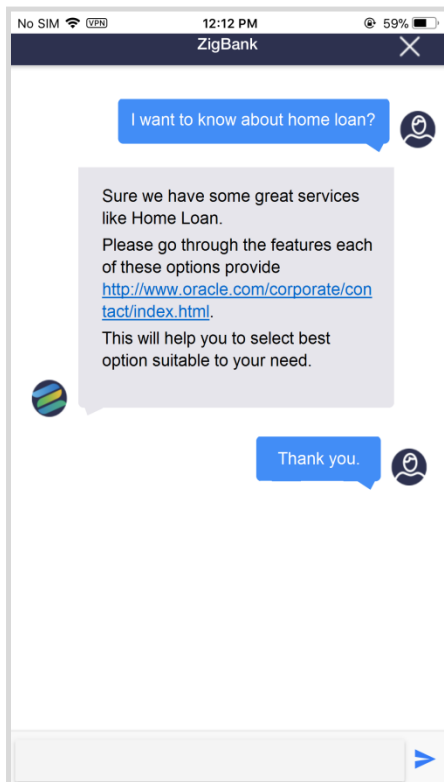 No SIM VPN 12:12 PM 59%
ZigBank
I want to know about home loan?
Sure we have some great services
like Home Loan.
Please go through the features each
of these options provide
http://www.oracle.com/corporate/con
tact/index.html.
This will help you to select best
option suitable to your need.
Thank you.